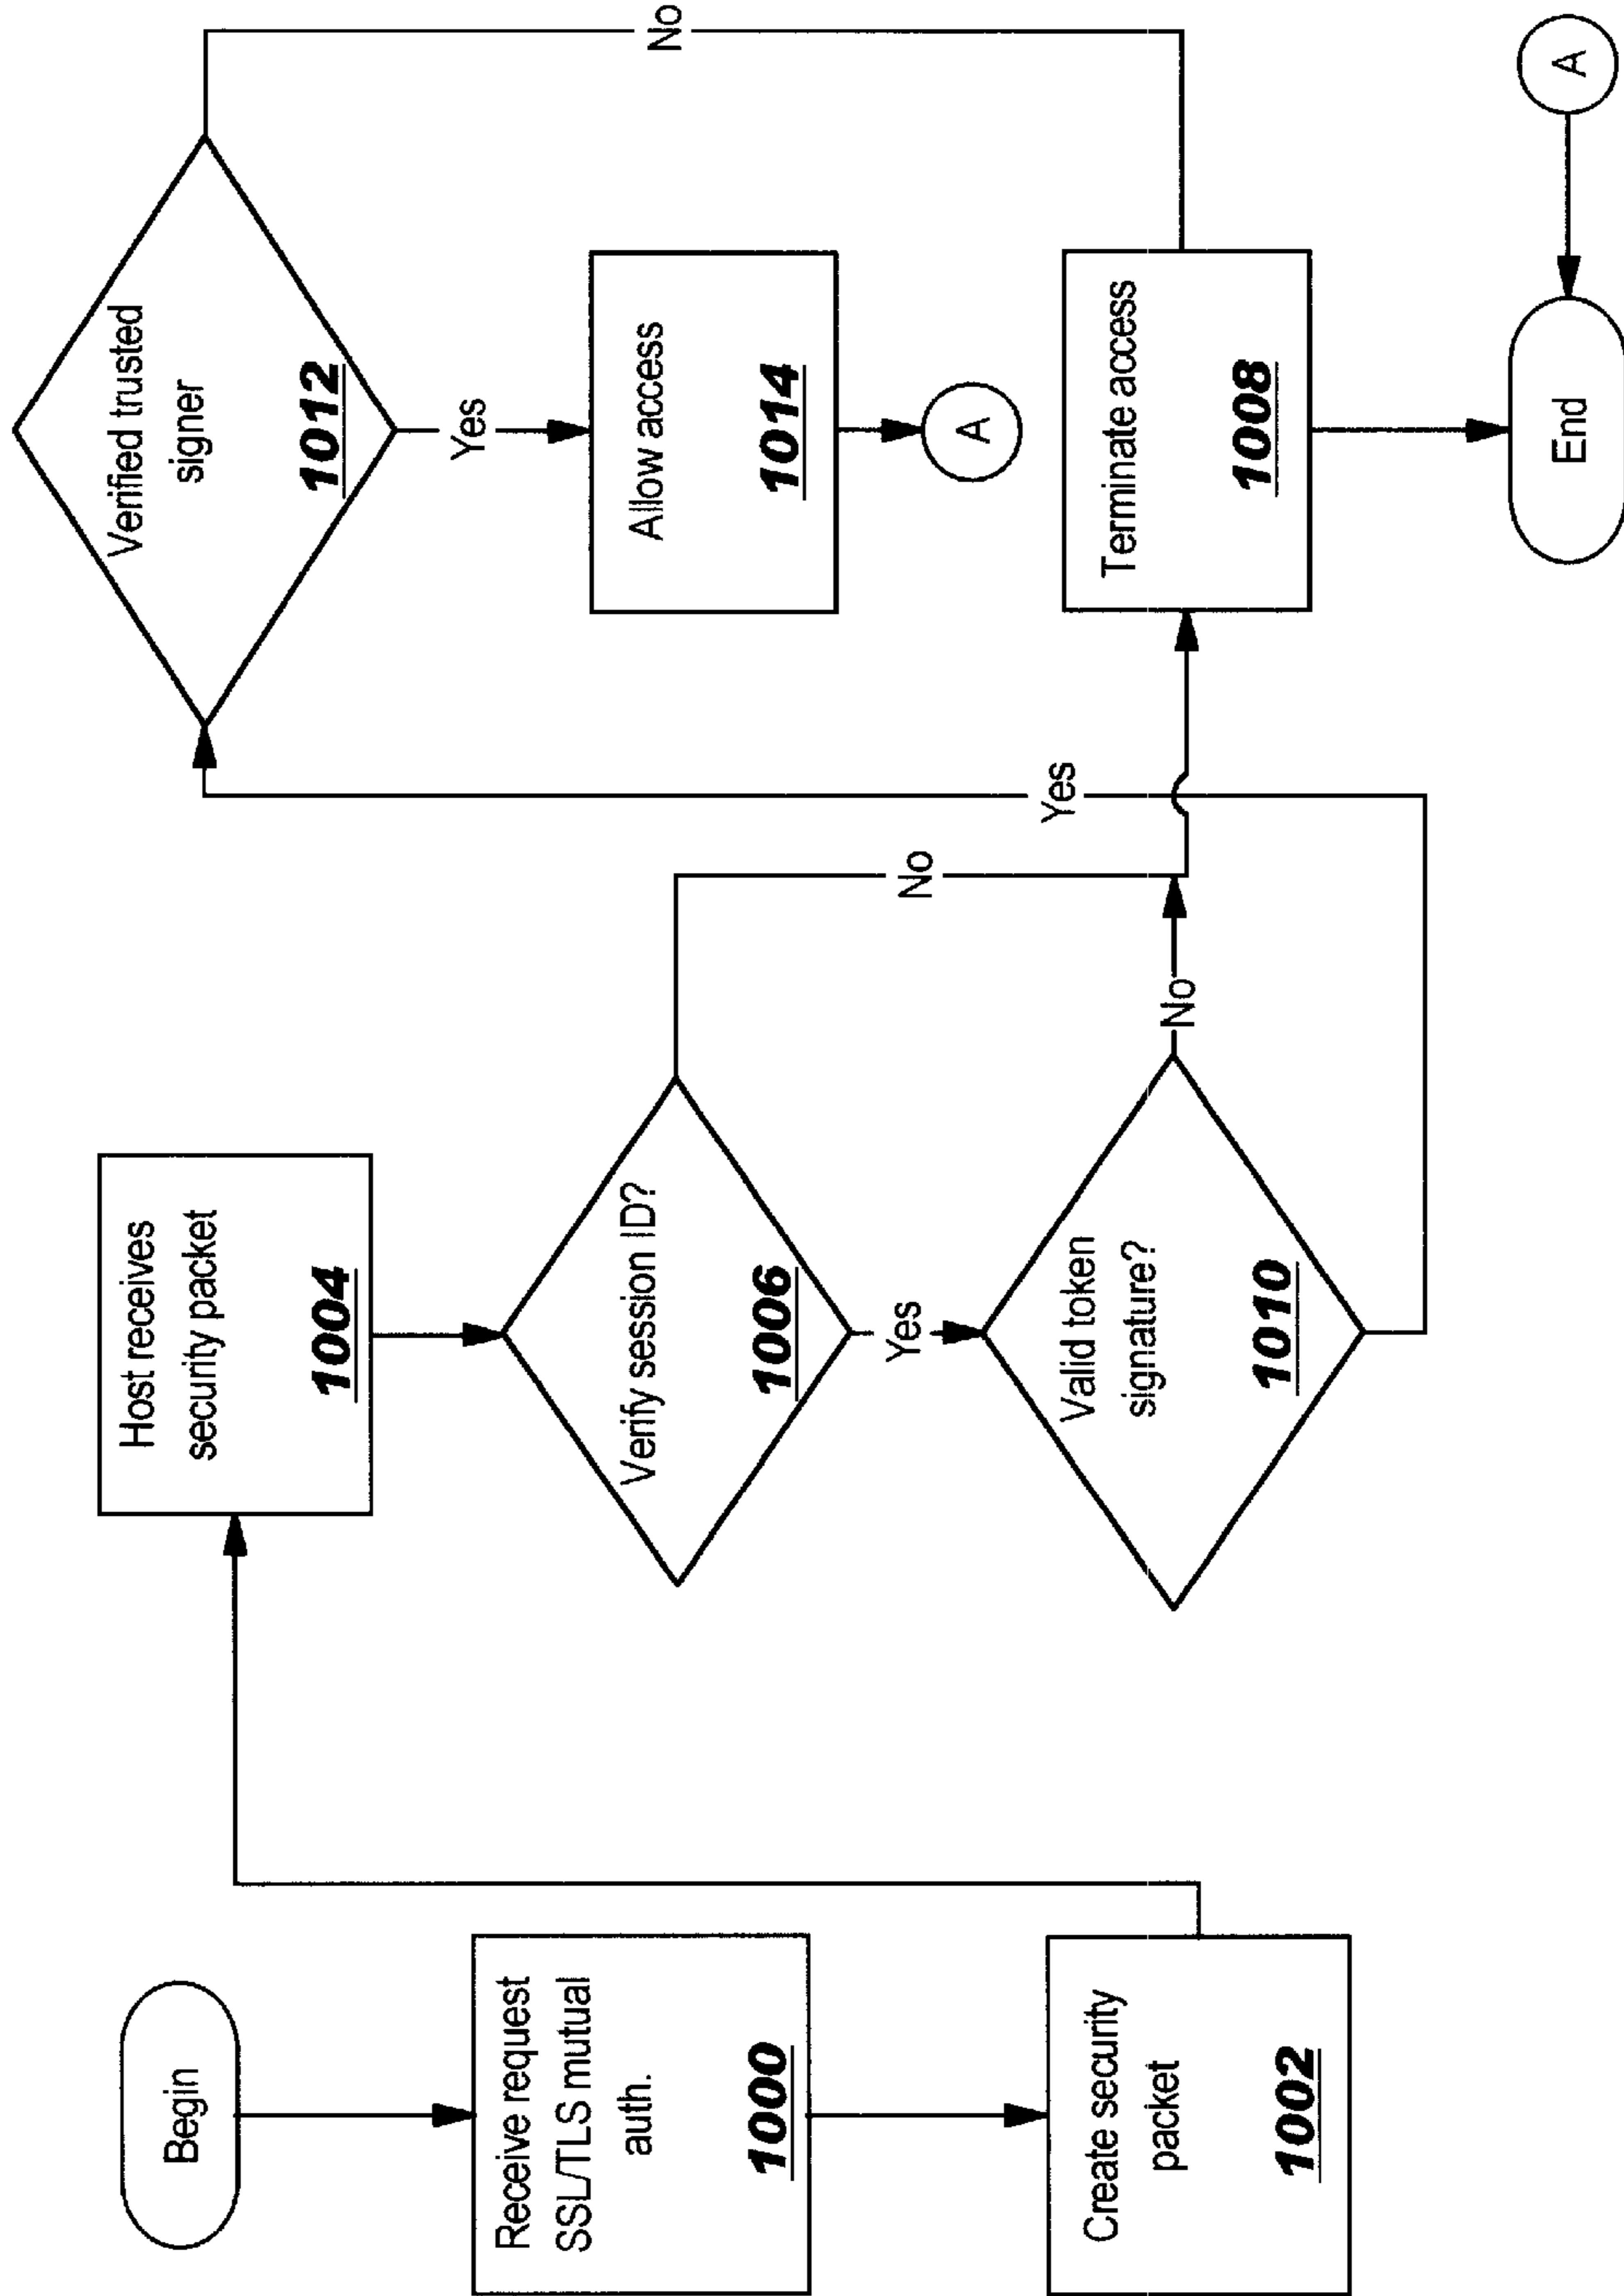 Begin
Receive request
SSL/TLS mutual
auth.
1000
Create security
packet
1002
Host receives
security packet
1004
Verify session ID?
1006
No
Yes
Valid token
signature?
1010
No
Yes
Verified trusted
signer
1012
No
Yes
Allow access
1014
A
Terminate access
1008
End
A